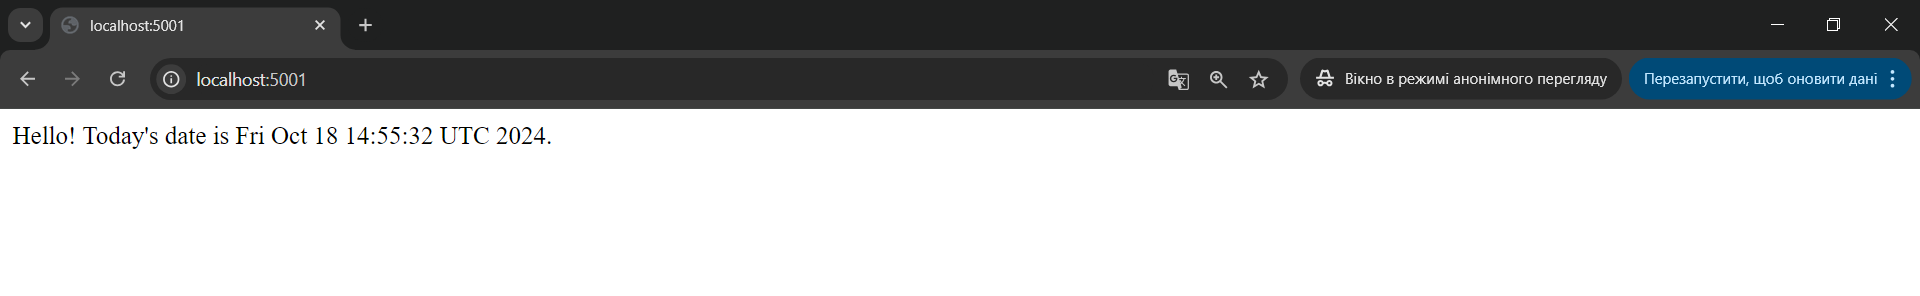 localhost:5001
localhost:5001 Вікно в режимі анонімного перегляду Перезапустити, щоб оновити дані
Hello! Today's date is Fri Oct 18 14:55:32 UTC 2024.